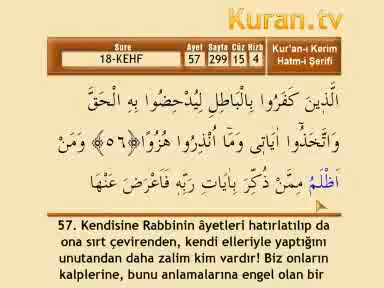 Kuran.tv
Sure Ayet Sayfa Cüz Hizb
18-KEHF 57 299 15 4
Kur'an-ı Kerim
Hatm-i Şerifi
الَّذ۪ينَ كَفَرُوا بِالْبَاطِلِ لِيُدْحِضُوا بِهِ الْحَقَّ
وَاتَّخَذُٓوا اٰيَات۪ي وَمَٓا اُنْذِرُوا هُزُوًا ﴿٥٦﴾ وَمَنْ
اَظْلَمُ مِمَّنْ ذُكِّرَ بِاٰيَاتِ رَبِّه۪ فَاَعْرَضَ عَنْهَا
57. Kendisine Rabbinin âyetleri hatırlatılıp da
ona sırt çevirenden, kendi elleriyle yaptığını
unutandan daha zalim kim vardır! Biz onların
kalplerine, bunu anlamalarına engel olan bir